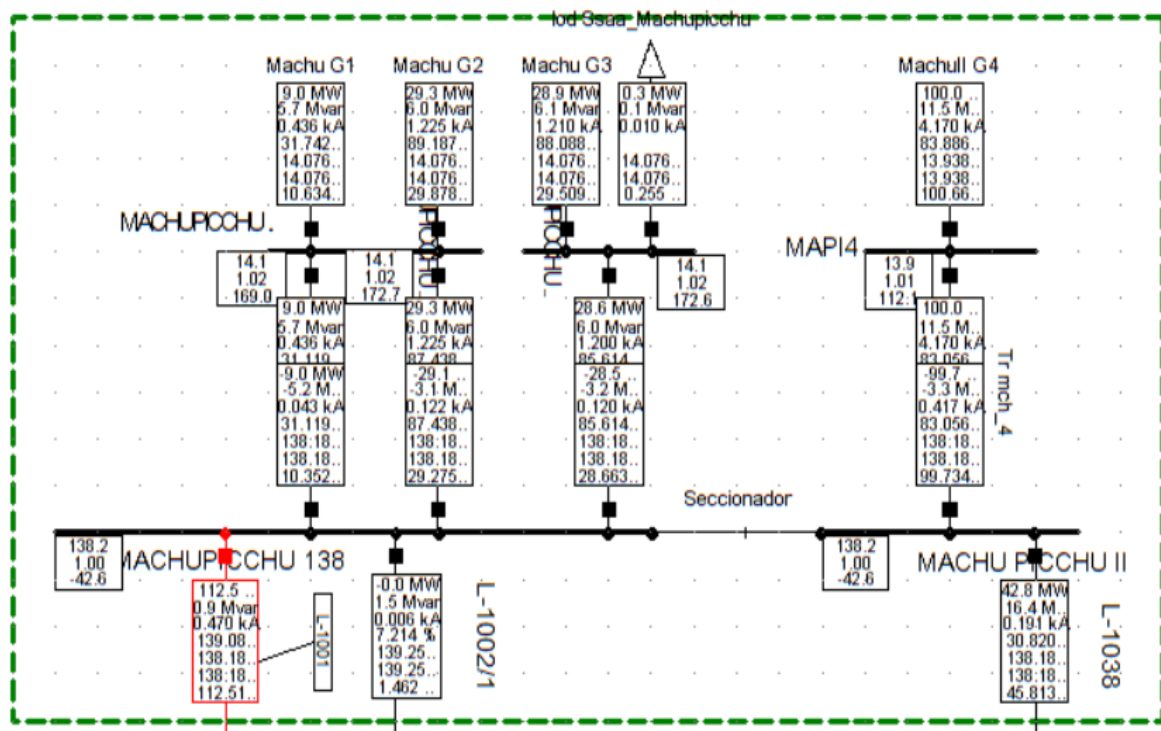 lod Ssaa_Machupicchu
Machu G1
Machu G2
Machu G3
MachuII G4
9.0 MW
5.7 Mvar
0.436 kA
31.742..
14.076..
14.076..
10.634..
29.3 MW
6.0 Mvar
1.225 kA
89.187..
14.076..
14.076..
29.878..
28.9 MW
6.1 Mvar
1.210 kA
88.088..
14.076..
14.076..
29.509..
0.3 MW
0.1 Mvar
0.010 kA
14.076..
14.076..
0.255 ..
100.0 ..
11.5 M..
4.170 kA
83.886..
13.938..
13.938..
100.66..
MACHUPICCHU.
PICCHU.
PICCHU.
MAPI4
14.1
1.02
169.0
14.1
1.02
172.7
14.1
1.02
172.6
13.9
1.01
112.1
9.0 MW
5.7 Mvar
0.436 kA
31.119
-9.0 MW
-5.2 M..
0.043 kA
31.119..
138:18..
138.18..
10.352..
29.3 MW
6.0 Mvar
1.225 kA
87.438
-29.1 ..
-3.1 M..
0.122 kA
87.438..
138:18..
138.18..
29.275..
28.6 MW
6.0 Mvar
1.200 kA
85.614
-28.5 ..
-3.2 M..
0.120 kA
85.614..
138:18..
138.18..
28.663..
100.0 ..
11.5 M..
4.170 kA
83.056
-99.7 ..
-3.3 M..
0.417 kA
83.056..
138:18..
138.18..
99.734..
Tr mch_4
Seccionador
138.2
1.00
-42.6
MACHUPICCHU 138
138.2
1.00
-42.6
MACHU PICCHU II
112.5 ..
0.9 Mvar
0.470 kA
139.08..
138.18..
138:18..
112.51..
L-1001
-0.0 MW
1.5 Mvar
0.006 kA
7.214 %
139.25..
139.25..
1.462 ..
L-1002/1
42.8 MW
16.4 M..
0.191 kA
30.820..
138.18..
138:18..
45.813..
L-1038